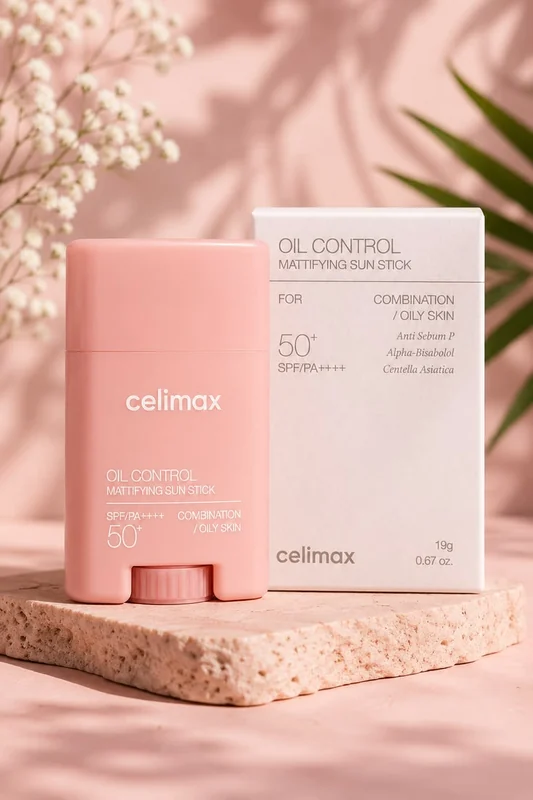 celimax
OIL CONTROL
MATTIFYING SUN STICK
SPF/PA++++ COMBINATION
50+ / OILY SKIN
OIL CONTROL
MATTIFYING SUN STICK
FOR COMBINATION
/ OILY SKIN
50+ Anti Sebum P
Alpha-Bisabolol
SPF/PA++++ Centella Asiatica
19g
celimax 0.67 oz.